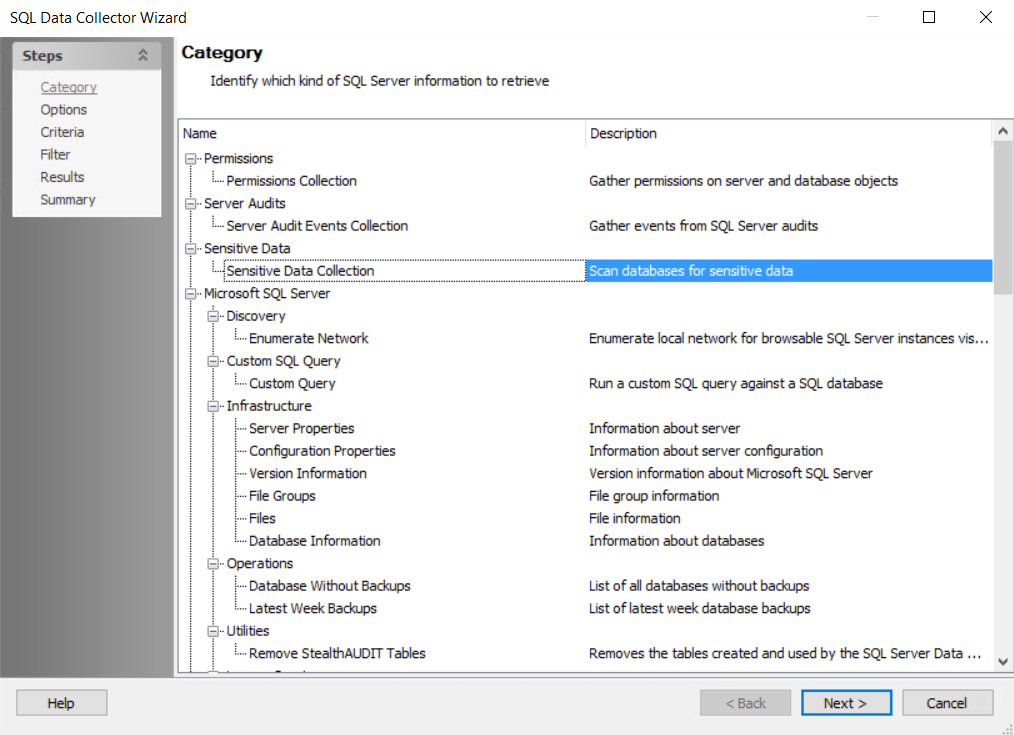 SQL Data Collector Wizard
Steps
Category
Options
Criteria
Filter
Results
Summary
Category
Identify which kind of SQL Server information to retrieve
Name Description
Permissions
Permissions Collection Gather permissions on server and database objects
Server Audits
Server Audit Events Collection Gather events from SQL Server audits
Sensitive Data
Sensitive Data Collection Scan databases for sensitive data
Microsoft SQL Server
Discovery
Enumerate Network Enumerate local network for browsable SQL Server instances vis...
Custom SQL Query
Custom Query Run a custom SQL query against a SQL database
Infrastructure
Server Properties Information about server
Configuration Properties Information about server configuration
Version Information Version information about Microsoft SQL Server
File Groups File group information
Files File information
Database Information Information about databases
Operations
Database Without Backups List of all databases without backups
Latest Week Backups List of latest week database backups
Utilities
Remove StealthAUDIT Tables Removes the tables created and used by the SQL Server Data ...
Help < Back Next > Cancel